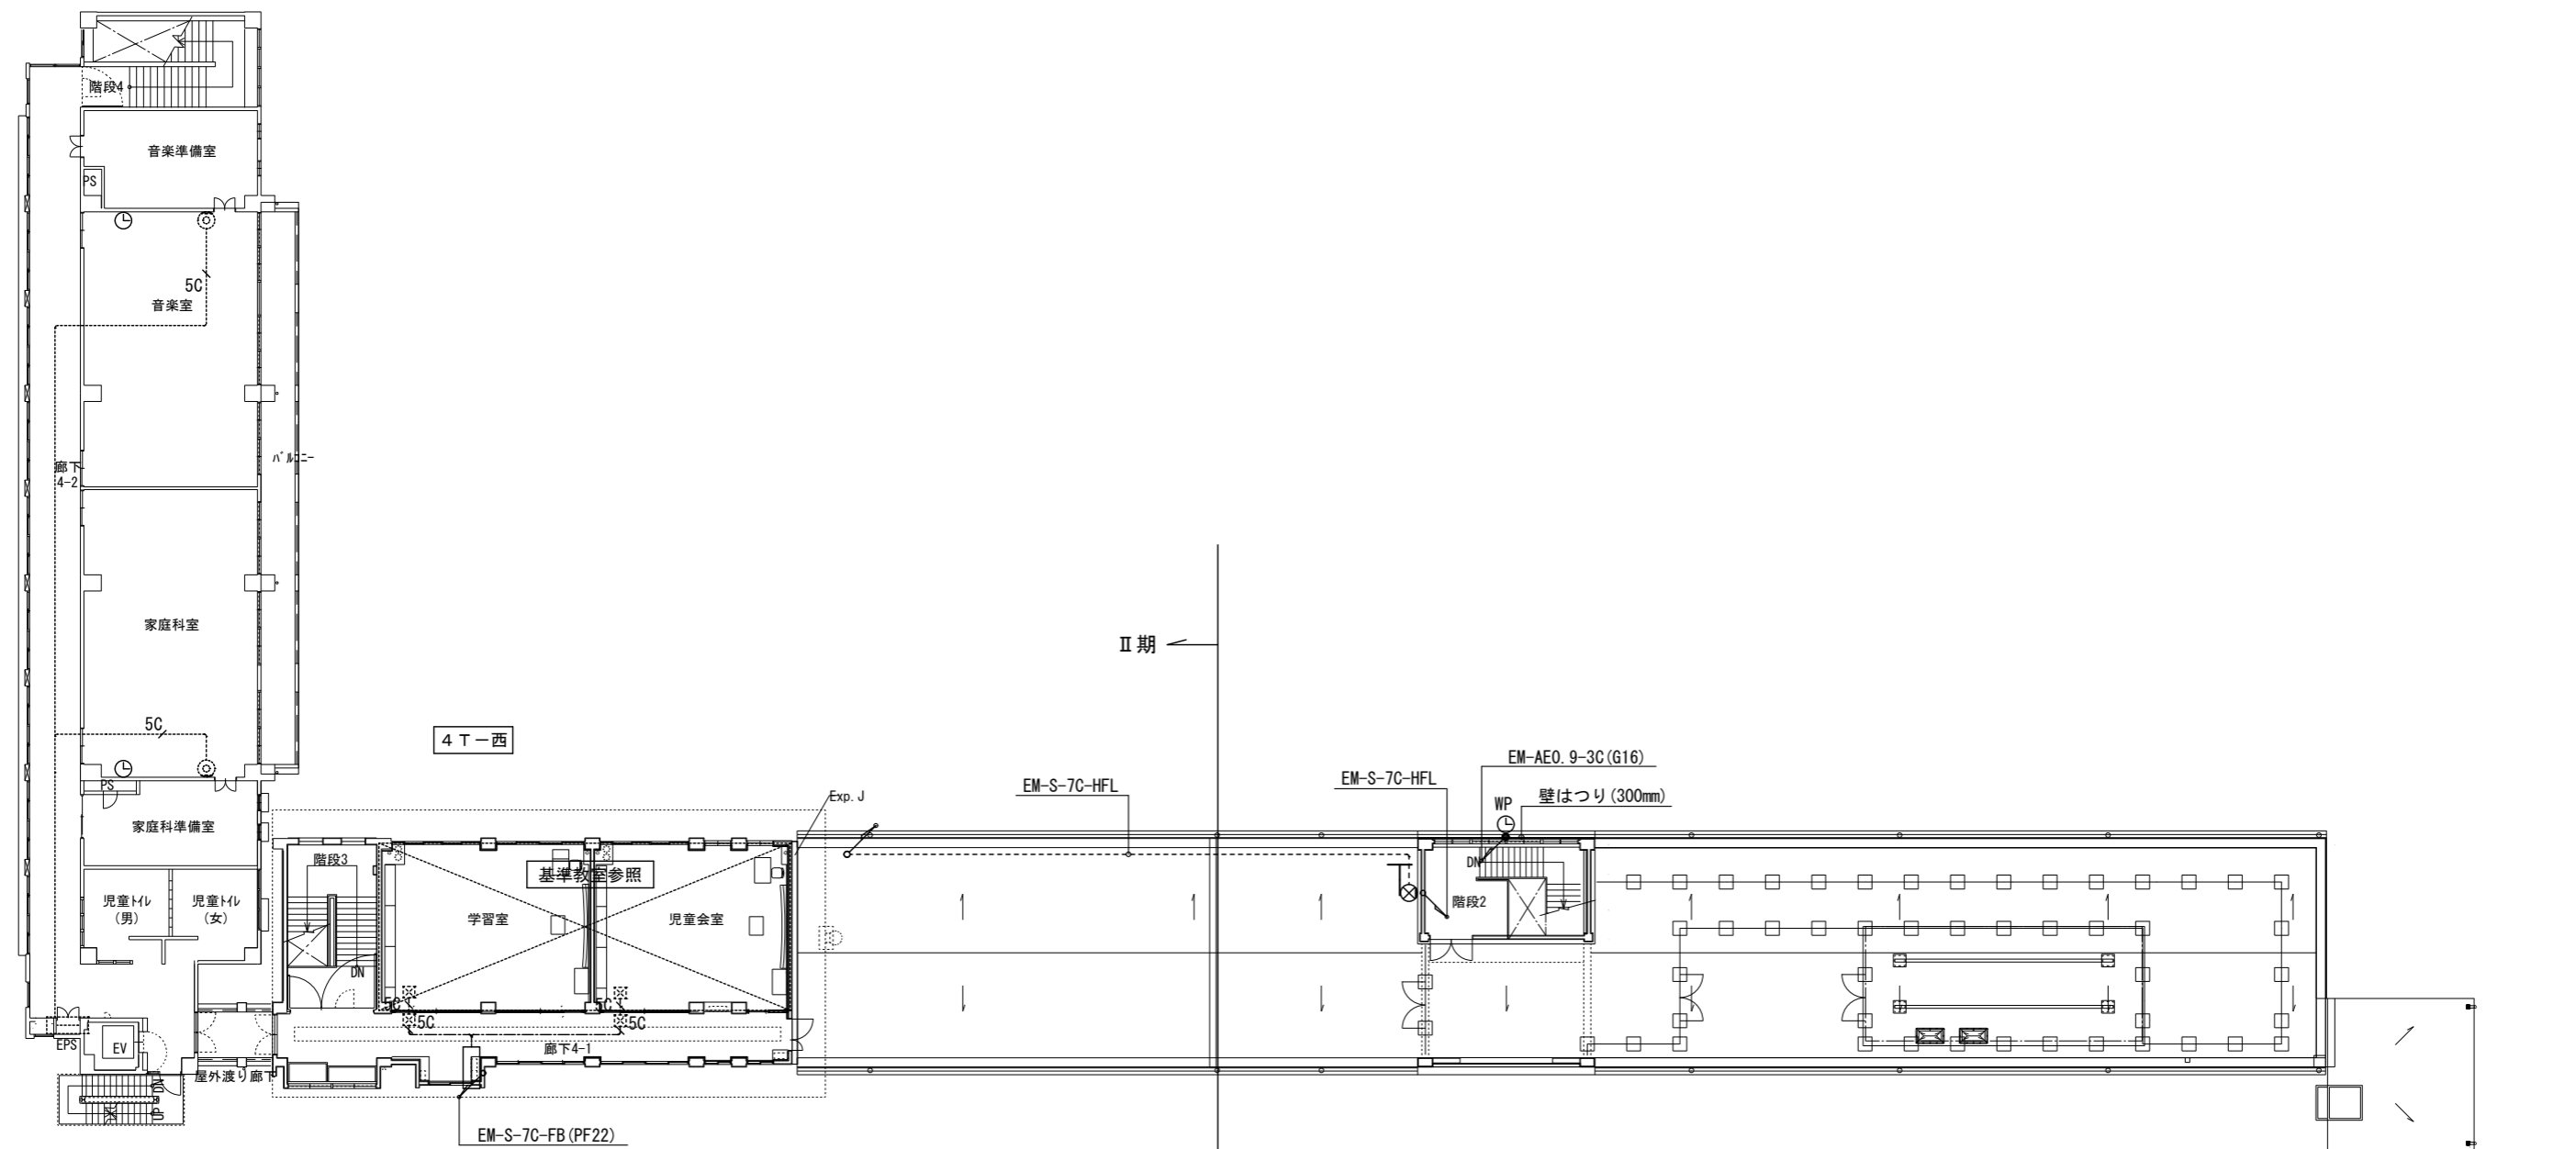 階段4
音楽準備室
PS
5C
音楽室
廊下
4-2
バルコニー
家庭科室
5C
PS
家庭科準備室
児童トイレ
(男)
児童トイレ
(女)
EPS
EV
屋外渡り廊下
DN
UP
4T-西
Exp.J
階段3
DN
基準教室参照
学習室
児童会室
5C
5C
5C
5C
廊下4-1
EM-S-7C-FB(PF22)
Ⅱ期
EM-S-7C-HFL
EM-S-7C-HFL
EM-AE0.9-3C(G16)
WP
壁はつり(300mm)
DN
階段2